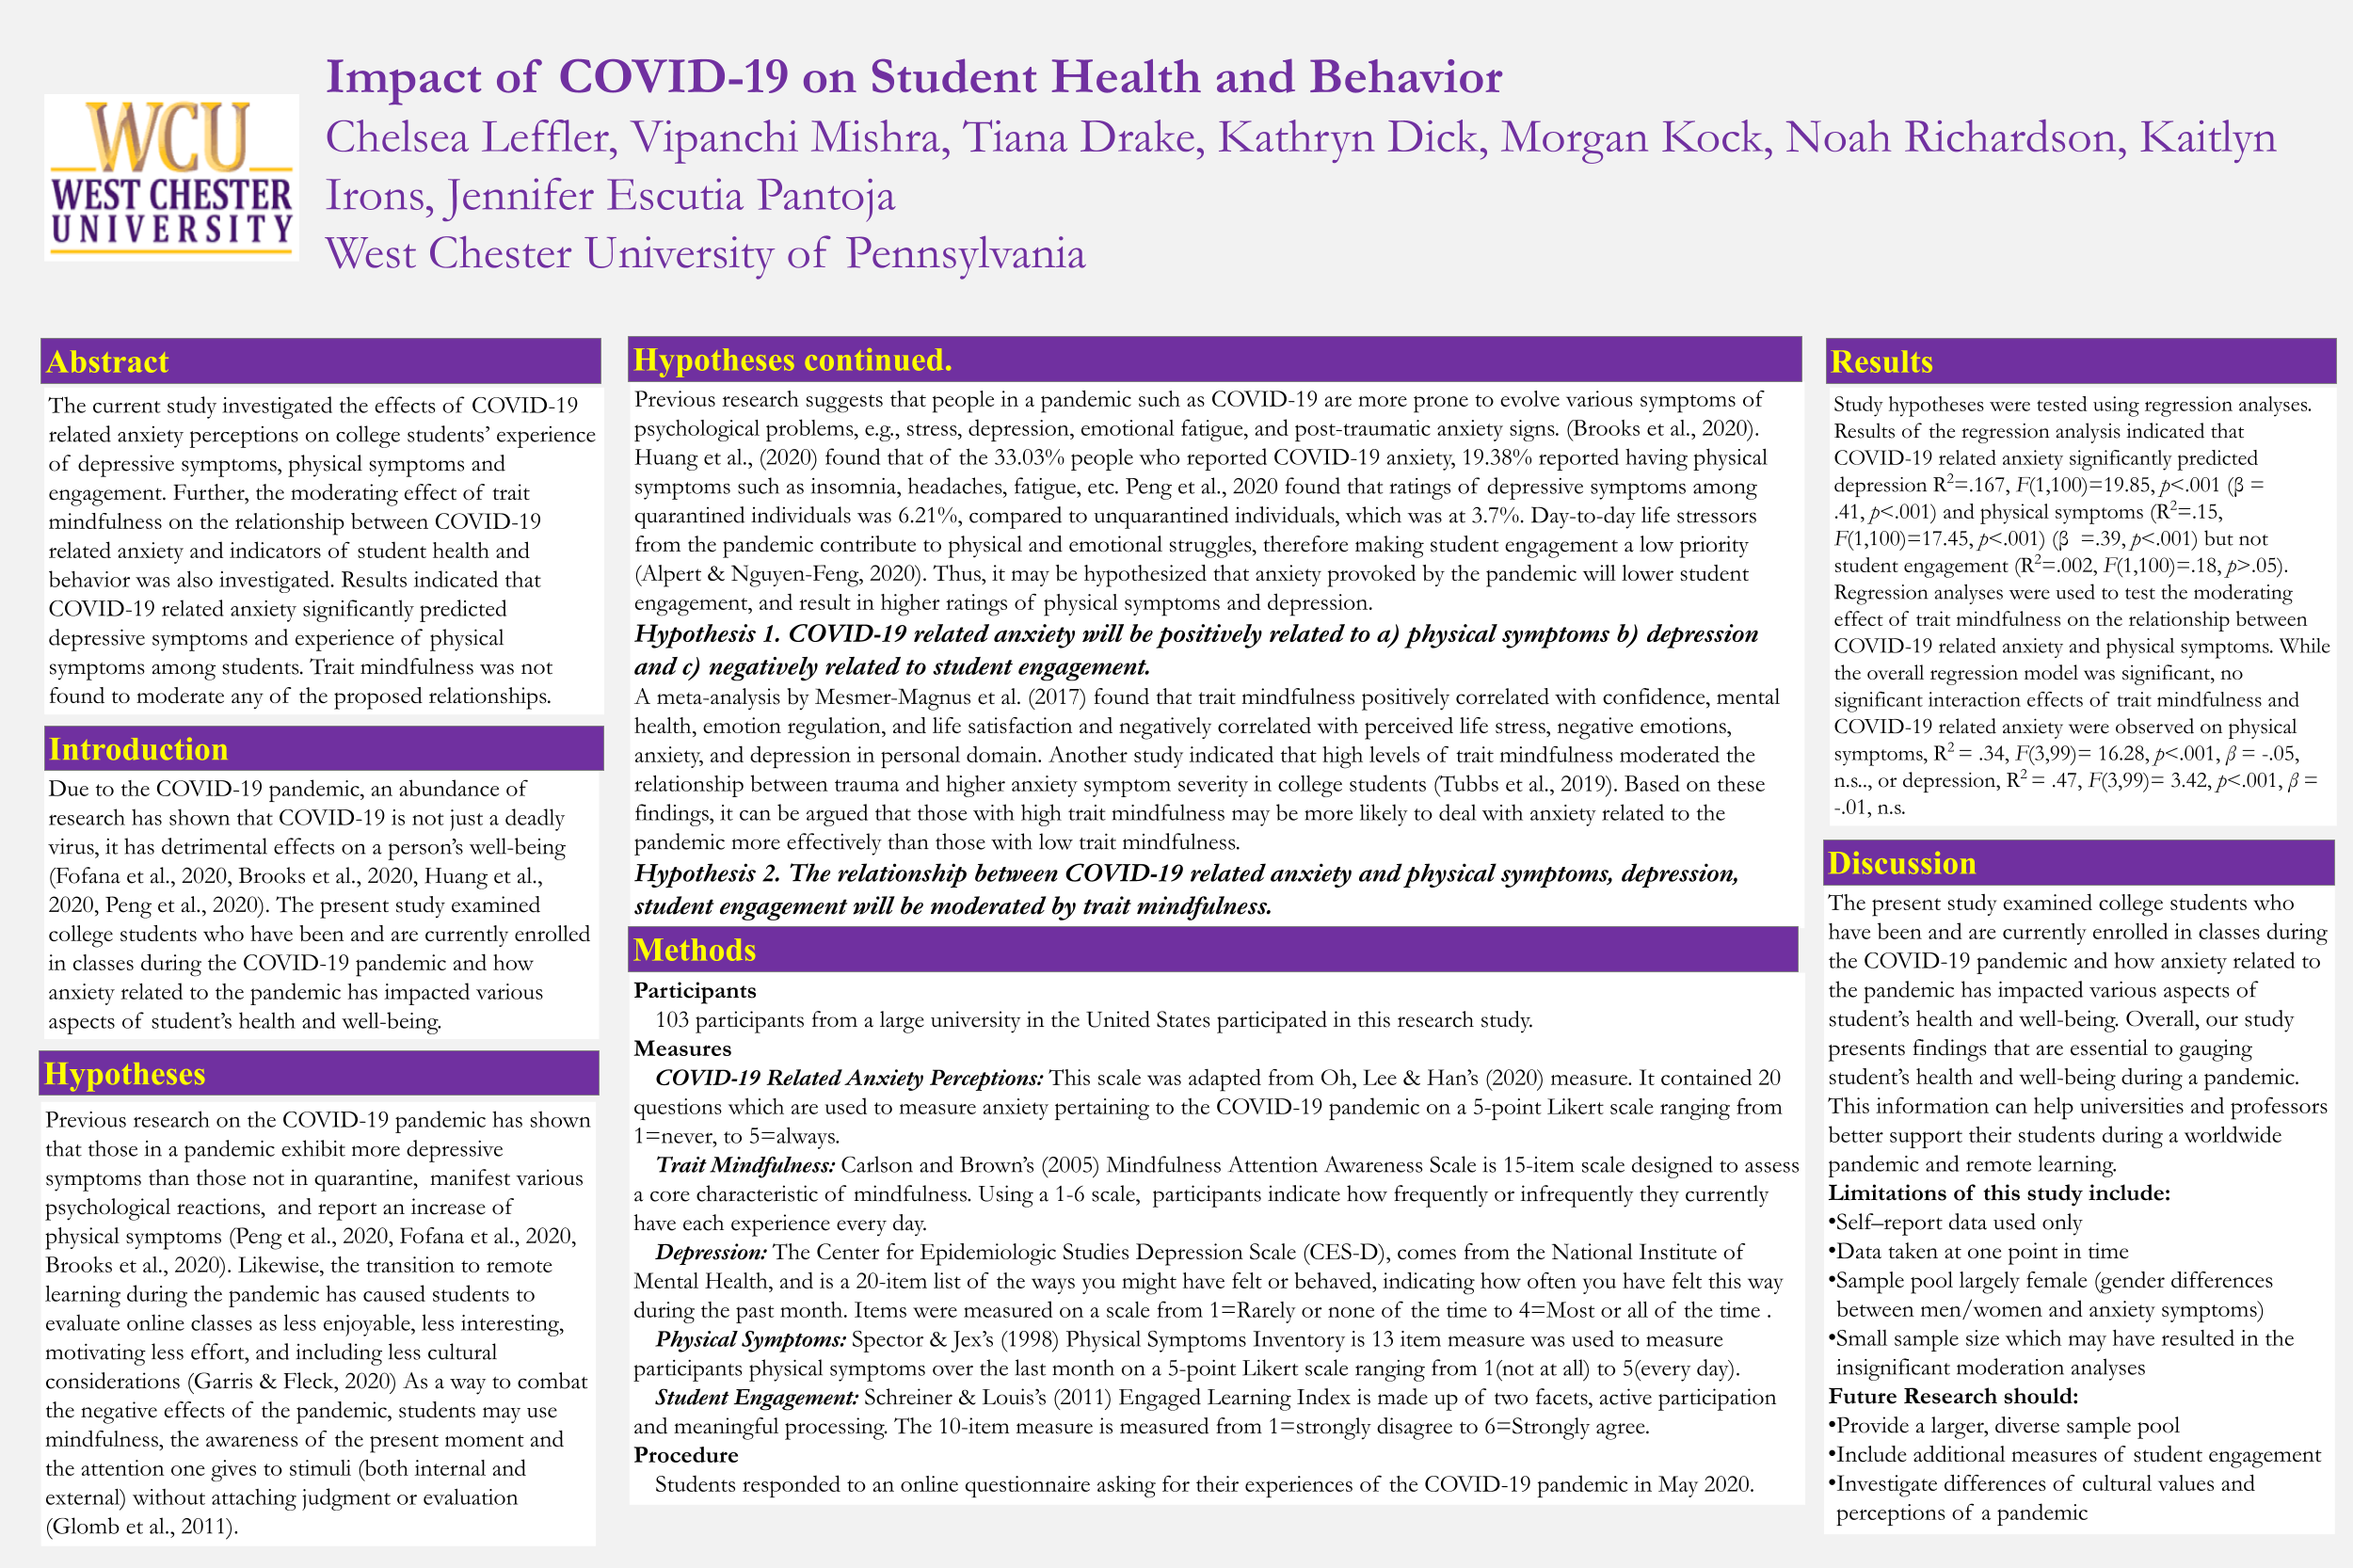 WCU
WEST CHESTER
UNIVERSITY
Impact of COVID-19 on Student Health and Behavior
Chelsea Leffler, Vipanchi Mishra, Tiana Drake, Kathryn Dick, Morgan Kock, Noah Richardson, Kaitlyn
Irons, Jennifer Escutia Pantoja
West Chester University of Pennsylvania
Abstract
The current study investigated the effects of COVID-19
related anxiety perceptions on college students’ experience
of depressive symptoms, physical symptoms and
engagement. Further, the moderating effect of trait
mindfulness on the relationship between COVID-19
related anxiety and indicators of student health and
behavior was also investigated. Results indicated that
COVID-19 related anxiety significantly predicted
depressive symptoms and experience of physical
symptoms among students. Trait mindfulness was not
found to moderate any of the proposed relationships.
Introduction
Due to the COVID-19 pandemic, an abundance of
research has shown that COVID-19 is not just a deadly
virus, it has detrimental effects on a person’s well-being
(Fofana et al., 2020, Brooks et al., 2020, Huang et al.,
2020, Peng et al., 2020). The present study examined
college students who have been and are currently enrolled
in classes during the COVID-19 pandemic and how
anxiety related to the pandemic has impacted various
aspects of student’s health and well-being.
Hypotheses
Previous research on the COVID-19 pandemic has shown
that those in a pandemic exhibit more depressive
symptoms than those not in quarantine, manifest various
psychological reactions, and report an increase of
physical symptoms (Peng et al., 2020, Fofana et al., 2020,
Brooks et al., 2020). Likewise, the transition to remote
learning during the pandemic has caused students to
evaluate online classes as less enjoyable, less interesting,
motivating less effort, and including less cultural
considerations (Garris & Fleck, 2020) As a way to combat
the negative effects of the pandemic, students may use
mindfulness, the awareness of the present moment and
the attention one gives to stimuli (both internal and
external) without attaching judgment or evaluation
(Glomb et al., 2011).
Hypotheses continued.
Previous research suggests that people in a pandemic such as COVID-19 are more prone to evolve various symptoms of
psychological problems, e.g., stress, depression, emotional fatigue, and post-traumatic anxiety signs. (Brooks et al., 2020).
Huang et al., (2020) found that of the 33.03% people who reported COVID-19 anxiety, 19.38% reported having physical
symptoms such as insomnia, headaches, fatigue, etc. Peng et al., 2020 found that ratings of depressive symptoms among
quarantined individuals was 6.21%, compared to unquarantined individuals, which was at 3.7%. Day-to-day life stressors
from the pandemic contribute to physical and emotional struggles, therefore making student engagement a low priority
(Alpert & Nguyen-Feng, 2020). Thus, it may be hypothesized that anxiety provoked by the pandemic will lower student
engagement, and result in higher ratings of physical symptoms and depression.
Hypothesis 1. COVID-19 related anxiety will be positively related to a) physical symptoms b) depression
and c) negatively related to student engagement.
A meta-analysis by Mesmer-Magnus et al. (2017) found that trait mindfulness positively correlated with confidence, mental
health, emotion regulation, and life satisfaction and negatively correlated with perceived life stress, negative emotions,
anxiety, and depression in personal domain. Another study indicated that high levels of trait mindfulness moderated the
relationship between trauma and higher anxiety symptom severity in college students (Tubbs et al., 2019). Based on these
findings, it can be argued that those with high trait mindfulness may be more likely to deal with anxiety related to the
pandemic more effectively than those with low trait mindfulness.
Hypothesis 2. The relationship between COVID-19 related anxiety and physical symptoms, depression,
student engagement will be moderated by trait mindfulness.
Methods
Participants
103 participants from a large university in the United States participated in this research study.
Measures
COVID-19 Related Anxiety Perceptions: This scale was adapted from Oh, Lee & Han’s (2020) measure. It contained 20
questions which are used to measure anxiety pertaining to the COVID-19 pandemic on a 5-point Likert scale ranging from
1=never, to 5=always.
Trait Mindfulness: Carlson and Brown’s (2005) Mindfulness Attention Awareness Scale is 15-item scale designed to assess
a core characteristic of mindfulness. Using a 1-6 scale, participants indicate how frequently or infrequently they currently
have each experience every day.
Depression: The Center for Epidemiologic Studies Depression Scale (CES-D), comes from the National Institute of
Mental Health, and is a 20-item list of the ways you might have felt or behaved, indicating how often you have felt this way
during the past month. Items were measured on a scale from 1=Rarely or none of the time to 4=Most or all of the time .
Physical Symptoms: Spector & Jex’s (1998) Physical Symptoms Inventory is 13 item measure was used to measure
participants physical symptoms over the last month on a 5-point Likert scale ranging from 1(not at all) to 5(every day).
Student Engagement: Schreiner & Louis’s (2011) Engaged Learning Index is made up of two facets, active participation
and meaningful processing. The 10-item measure is measured from 1=strongly disagree to 6=Strongly agree.
Procedure
Students responded to an online questionnaire asking for their experiences of the COVID-19 pandemic in May 2020.
Results
Study hypotheses were tested using regression analyses.
Results of the regression analysis indicated that
COVID-19 related anxiety significantly predicted
depression R²=.167, F(1,100)=19.85, p<.001 (β =
.41, p<.001) and physical symptoms (R²=.15,
F(1,100)=17.45, p<.001) (β =.39, p<.001) but not
student engagement (R²=.002, F(1,100)=.18, p>.05).
Regression analyses were used to test the moderating
effect of trait mindfulness on the relationship between
COVID-19 related anxiety and physical symptoms. While
the overall regression model was significant, no
significant interaction effects of trait mindfulness and
COVID-19 related anxiety were observed on physical
symptoms, R² = .34, F(3,99)= 16.28, p<.001, β = -.05,
n.s.., or depression, R² = .47, F(3,99)= 3.42, p<.001, β =
-.01, n.s.
Discussion
The present study examined college students who
have been and are currently enrolled in classes during
the COVID-19 pandemic and how anxiety related to
the pandemic has impacted various aspects of
student’s health and well-being. Overall, our study
presents findings that are essential to gauging
student’s health and well-being during a pandemic.
This information can help universities and professors
better support their students during a worldwide
pandemic and remote learning.
Limitations of this study include:
•Self–report data used only
•Data taken at one point in time
•Sample pool largely female (gender differences
between men/women and anxiety symptoms)
•Small sample size which may have resulted in the
insignificant moderation analyses
Future Research should:
•Provide a larger, diverse sample pool
•Include additional measures of student engagement
•Investigate differences of cultural values and
perceptions of a pandemic